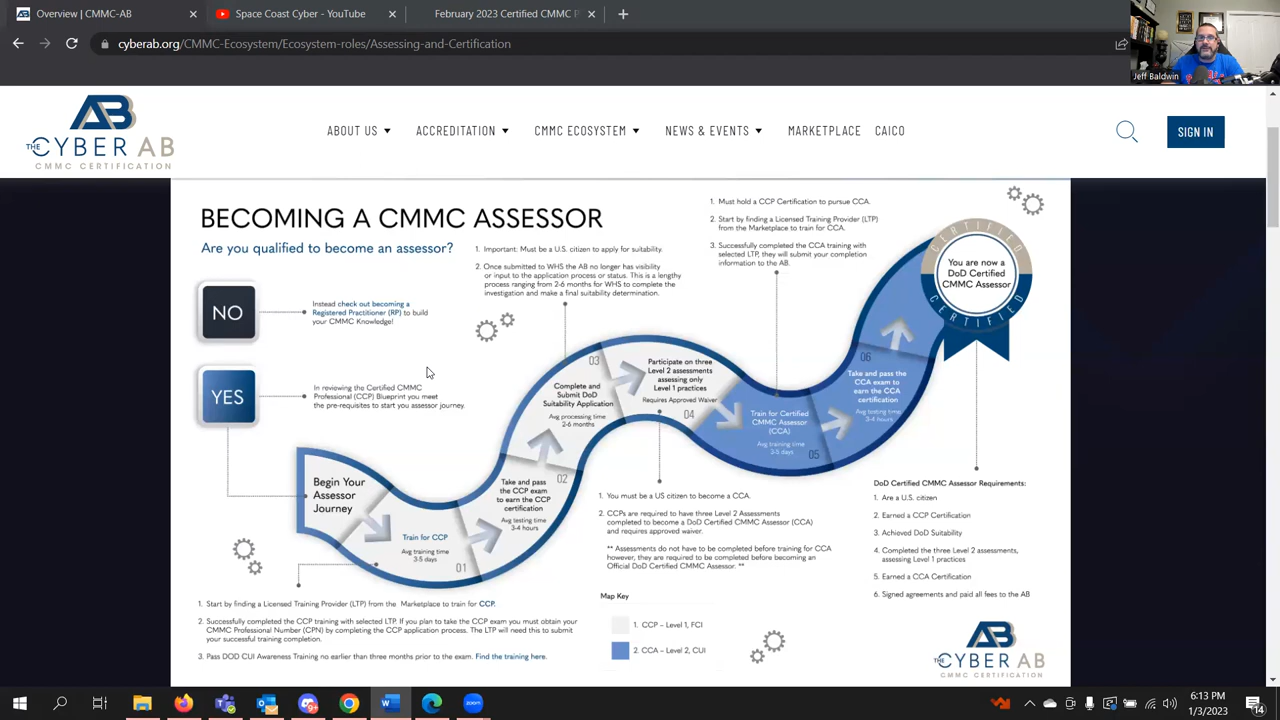 Cyber AB
Space Coast Covert - YouTube
February 2023 Certified CMMC P
cyberab.org/CMMC-Ecosystem/Ecosystem-roles/Assessing-and-Certification
Jeff Baldwin
AB
THE CYBER AB
CMMC CERTIFICATION
ABOUT US
ACCREDITATION
CMMC ECOSYSTEM
NEWS & EVENTS
MARKETPLACE
CAICO
SIGN IN
BECOMING A CMMC ASSESSOR
Are you qualified to become an assessor?
NO
Instead check out becoming a
Registered Practitioner (RP) to build
your CMMC Knowledge!
YES
In reviewing the Certified CMMC
Professional (CCP) Blueprint you meet
the pre-requisites to start you assessor journey.
1. Important: Must be a U.S. citizen to apply for suitability.
2. Once submitted to WHS the AB no longer has visibility
or input to the application process or status. This is a lengthy
process ranging from 2-6 months for WHS to complete the
investigation and make a final suitability determination.
1. Must hold a CCP Certification to pursue CCA.
2. Start by finding a Licensed Training Provider (LTP)
from the Marketplace to train for CCA.
3. Successfully completed the CCA training with
selected LTP, they will submit your completion
information to the AB.
CERTIFIED
You are now a
DoD Certified
CMMC Assessor
CERTIFIED
Begin Your
Assessor
Journey
Train for CCP
Avg training time
3-5 days
01
Take and pass
the CCP exam
to earn the CCP
certification
Avg testing time
3-4 hours
02
03
Complete and
Submit DoD
Suitability Application
Avg processing time
2-6 months
Participate on three
Level 2 assessments
assessing only
Level 1 practices
Requires Approved Waiver
04
Train for Certified
CMMC Assessor
(CCA)
Avg training time
3-5 days
05
06
Take and pass the
CCA exam to
earn the CCA
certification
Avg testing time
3-4 hours
1. Start by finding a Licensed Training Provider (LTP) from the Marketplace to train for CCP.
2. Successfully completed the CCP training with selected LTP. If you plan to take the CCP exam you must obtain your
CMMC Professional Number (CPN) by completing the CCP application process. The LTP will need this to submit
your successful training completion.
3. Pass DOD CUI Awareness Training no earlier than three months prior to the exam. Find the training here.
1. You must be a US citizen to become a CCA.
2. CCPs are required to have three Level 2 Assessments
completed to become a DoD Certified CMMC Assessor (CCA)
and requires approved waiver.
** Assessments do not have to be completed before training for CCA
however, they are required to be completed before becoming an
Official DoD Certified CMMC Assessor. **
Map Key
1. CCP – Level 1, FCI
2. CCA – Level 2, CUI
DoD Certified CMMC Assessor Requirements:
1. Are a U.S. citizen
2. Earned a CCP Certification
3. Achieved DoD Suitability
4. Completed the three Level 2 assessments,
assessing Level 1 practices
5. Earned a CCA Certification
6. Signed agreements and paid all fees to the AB
AB
THE CYBER AB
CMMC CERTIFICATION
zoom
6:13 PM
1/3/2023
14